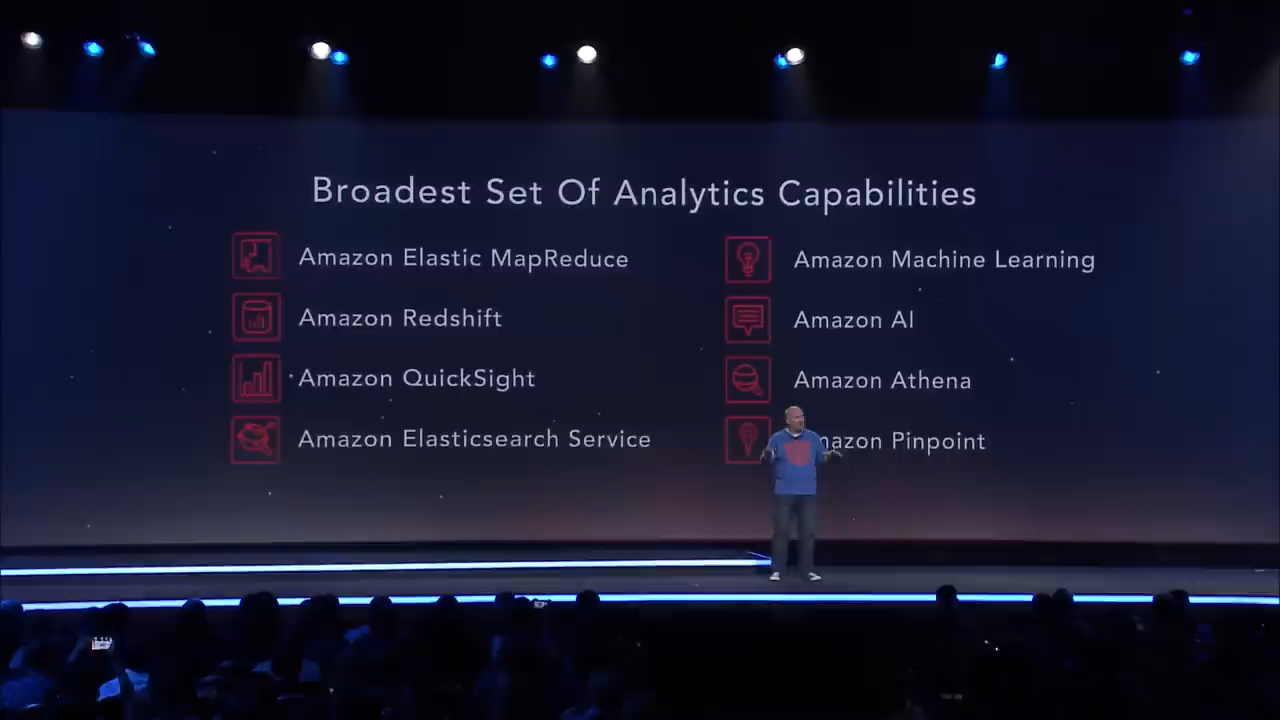 Broadest Set Of Analytics Capabilities
Amazon Elastic MapReduce
Amazon Redshift
Amazon QuickSight
Amazon Elasticsearch Service
Amazon Machine Learning
Amazon AI
Amazon Athena
Pinpoint